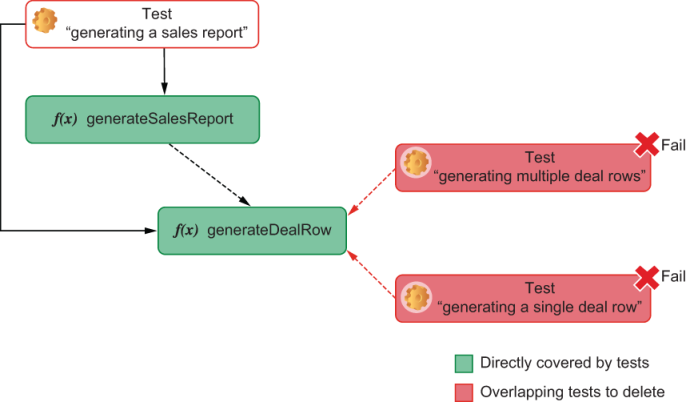 Test
“generating a sales report”
f(x) generateSalesReport
Fail
Test
“generating multiple deal rows”
f(x) generateDealRow
Fail
Test
“generating a single deal row”
Directly covered by tests
Overlapping tests to delete